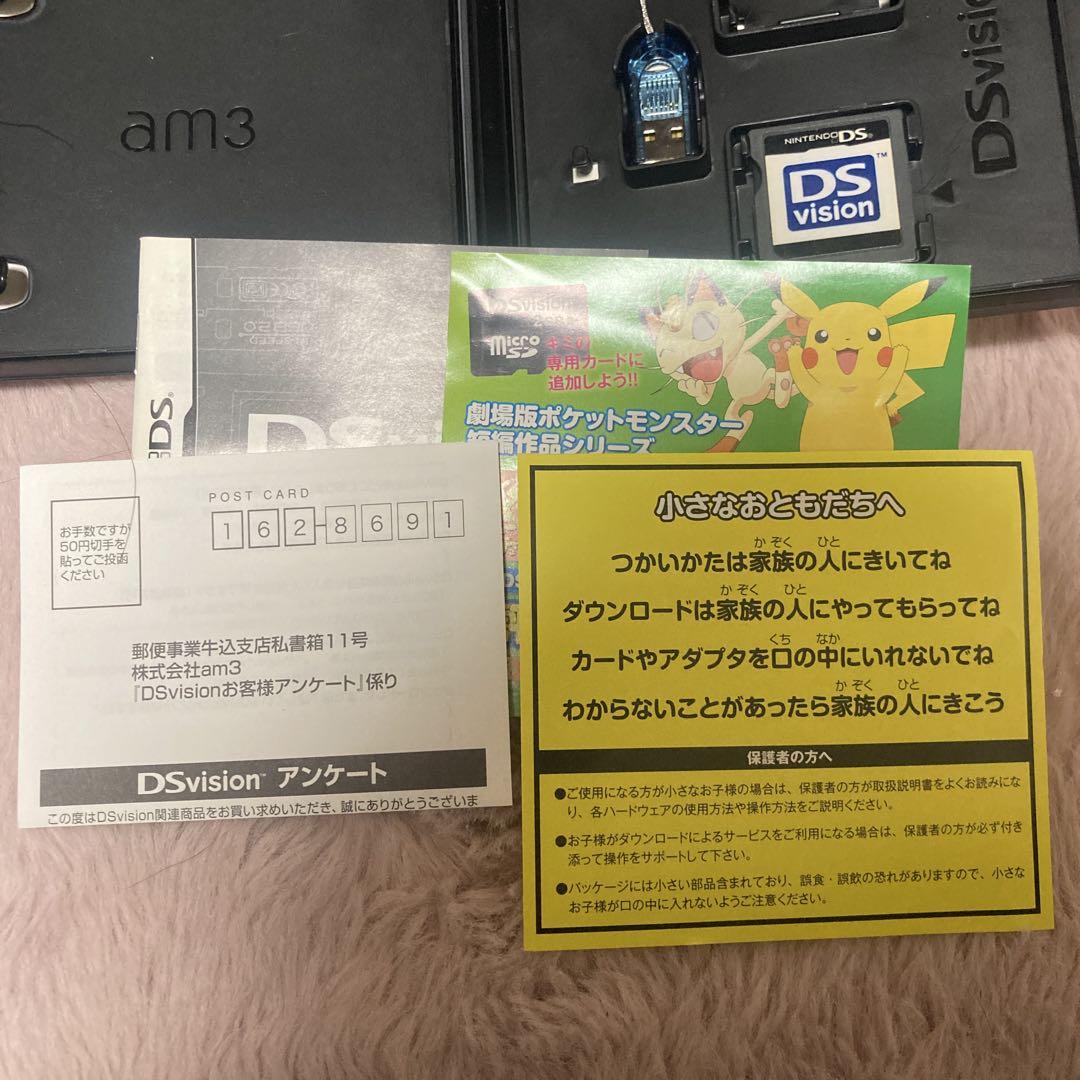 am3
DSvision
NINTENDO DS
DS
vision
TM
DSvision
micro
SD
キミの
専用カードに
追加しよう!!
劇場版ポケットモンスター
短編作品シリーズ
DS
POST CARD
162-8691
お手数ですが
50円切手を
貼ってご投函
ください
郵便事業牛込支店私書箱11号
株式会社am3
『DSvisionお客様アンケート』係り
DSvision™ アンケート
この度はDSvision関連商品をお買い求めいただき、誠にありがとうございま
小さなおともだちへ
つかいかたは家族の人にきいてね
かぞく ひと
ダウンロードは家族の人にやってもらってね
かぞく ひと
カードやアダプタを口の中にいれないでね
くち なか
わからないことがあったら家族の人にきこう
かぞく ひと
保護者の方へ
●ご使用になる方が小さなお子様の場合は、保護者の方が取扱説明書をよくお読みにな
り、各ハードウェアの使用方法や操作方法をご説明ください。
●お子様がダウンロードによるサービスをご利用になる場合は、保護者の方が必ず付き
添って操作をサポートして下さい。
●パッケージには小さい部品含まれており、誤食・誤飲の恐れがありますので、小さな
お子様が口の中に入れないようご注意ください。